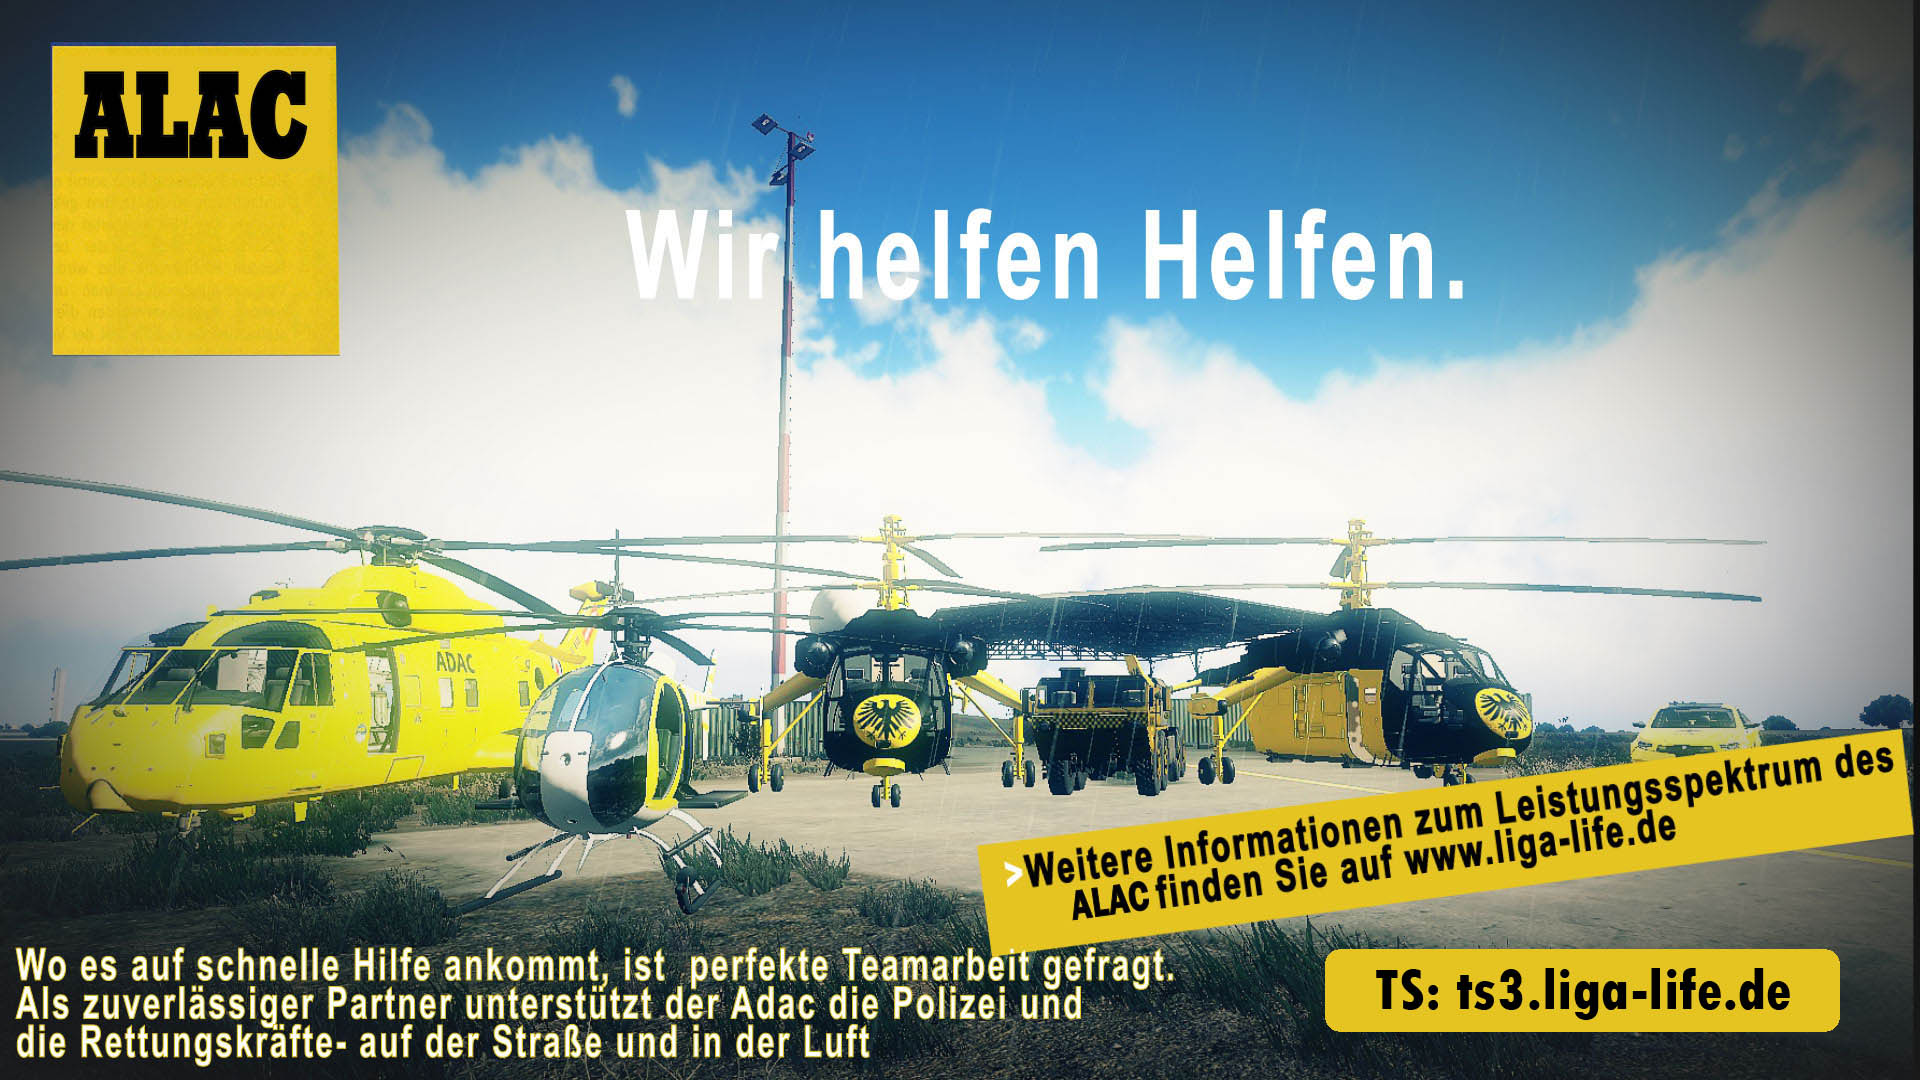 ALAC
Wir helfen Helfen.
ADAC
>Weitere Informationen zum Leistungsspektrum des
ALAC finden Sie auf www.liga-life.de
Wo es auf schnelle Hilfe ankommt, ist perfekte Teamarbeit gefragt.
Als zuverlässiger Partner unterstützt der Adac die Polizei und
die Rettungskräfte- auf der Straße und in der Luft
TS: ts3.liga-life.de